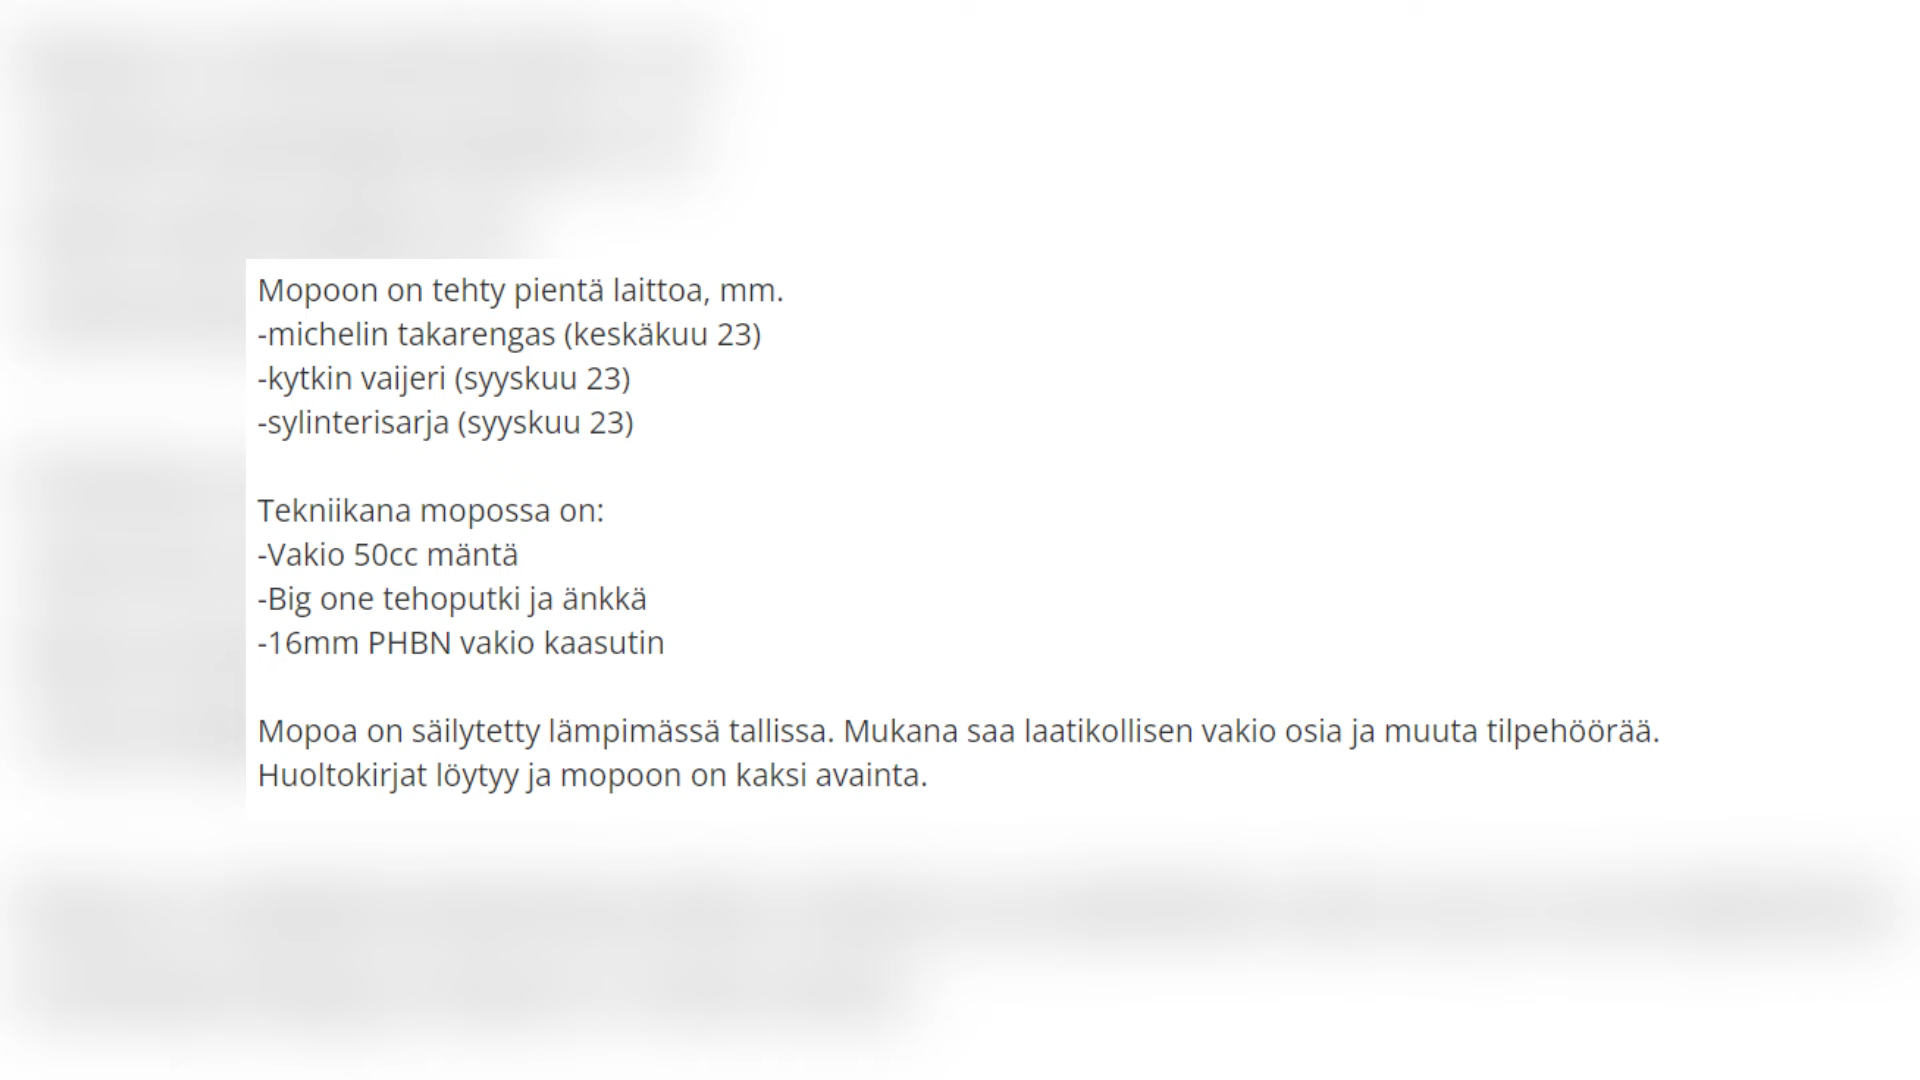 Mopoon on tehty pientä laittoa, mm.
-michelin takarengas (keskäkuu 23)
-kytkin vaijeri (syyskuu 23)
-sylinterisarja (syyskuu 23)
Tekniikana mopossa on:
-Vakio 50cc mäntä
-Big one tehoputki ja änkkä
-16mm PHBN vakio kaasutin
Mopoa on säilytetty lämpimässä tallissa. Mukana saa laatikollisen vakio osia ja muuta tilpehöörää.
Huoltokirjat löytyy ja mopoon on kaksi avainta.